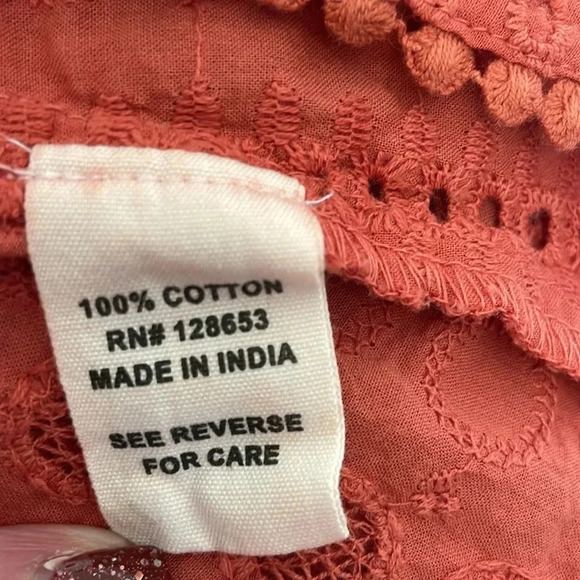 100% COTTON
RN# 128653
MADE IN INDIA
SEE REVERSE
FOR CARE